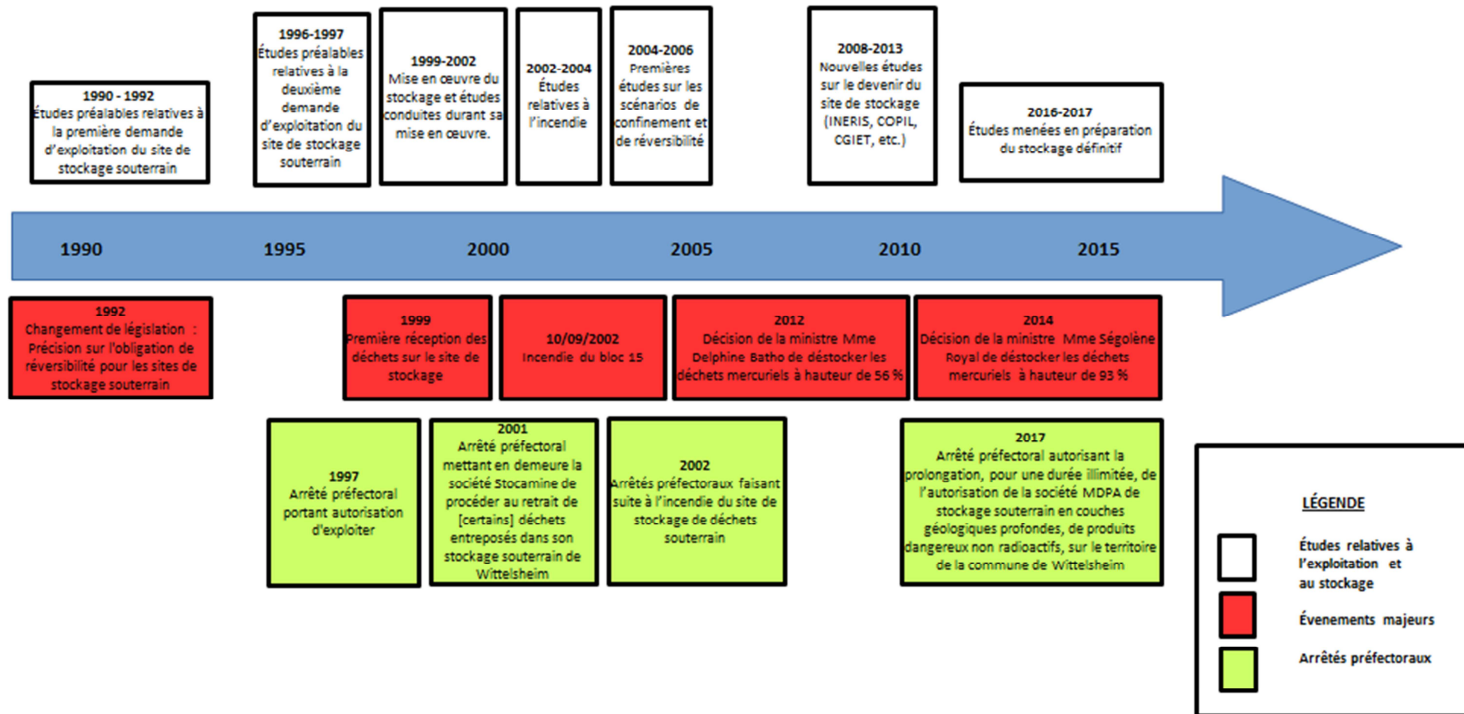 1990 - 1992
Études préalables relatives à
la première demande
d'exploitation du site de
stockage souterrain
1996-1997
Études préalables
relatives à la
deuxième
demande
d'exploitation du
site de stockage
souterrain
1999-2002
Mise en œuvre du
stockage et études
conduites durant sa
mise en œuvre.
2002-2004
Études
relatives à
l'incendie
2004-2006
Premières
études sur les
scénarios de
confinement et
de réversibilité
2008-2013
Nouvelles études
sur le devenir du
site de stockage
(INERIS, COPIL,
CGIET, etc.)
2016-2017
Études menées en préparation
du stockage définitif
1990
1995
2000
2005
2010
2015
1992
Changement de législation :
Précision sur l'obligation de
réversibilité pour les sites de
stockage souterrain
1999
Première réception des
déchets sur le site de
stockage
10/09/2002
Incendie du bloc 15
2012
Décision de la ministre Mme
Delphine Batho de déstocker les
déchets mercuriels à hauteur de 56 %
2014
Décision de la ministre Mme Ségolène
Royal de déstocker les déchets
mercuriels à hauteur de 93 %
1997
Arrêté préfectoral
portant autorisation
d'exploiter
2001
Arrêté préfectoral
mettant en demeure la
société Stocamine de
procéder au retrait de
[certains] déchets
entreposés dans son
stockage souterrain de
Wittelsheim
2002
Arrêtés préfectoraux faisant
suite à l'incendie du site de
stockage de déchets
souterrain
2017
Arrêté préfectoral autorisant la
prolongation, pour une durée illimitée, de
l'autorisation de la société MDPA de
stockage souterrain en couches
géologiques profondes, de produits
dangereux non radioactifs, sur le territoire
de la commune de Wittelsheim
LÉGENDE
Études relatives à
l'exploitation et
au stockage
Évenements majeurs
Arrêtés préfectoraux